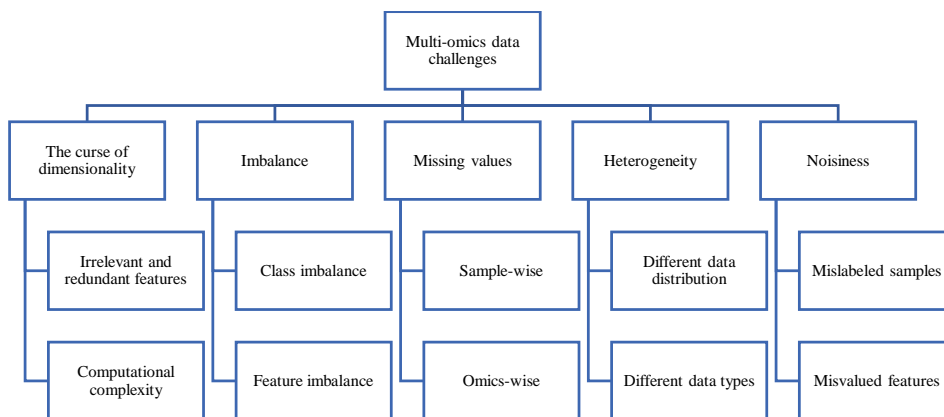 Multi-omics data
challenges
The curse of
dimensionality
Imbalance
Missing values
Heterogeneity
Noisiness
Irrelevant and
redundant features
Class imbalance
Sample-wise
Different data
distribution
Mislabeled samples
Computational
complexity
Feature imbalance
Omics-wise
Different data types
Misvalued features